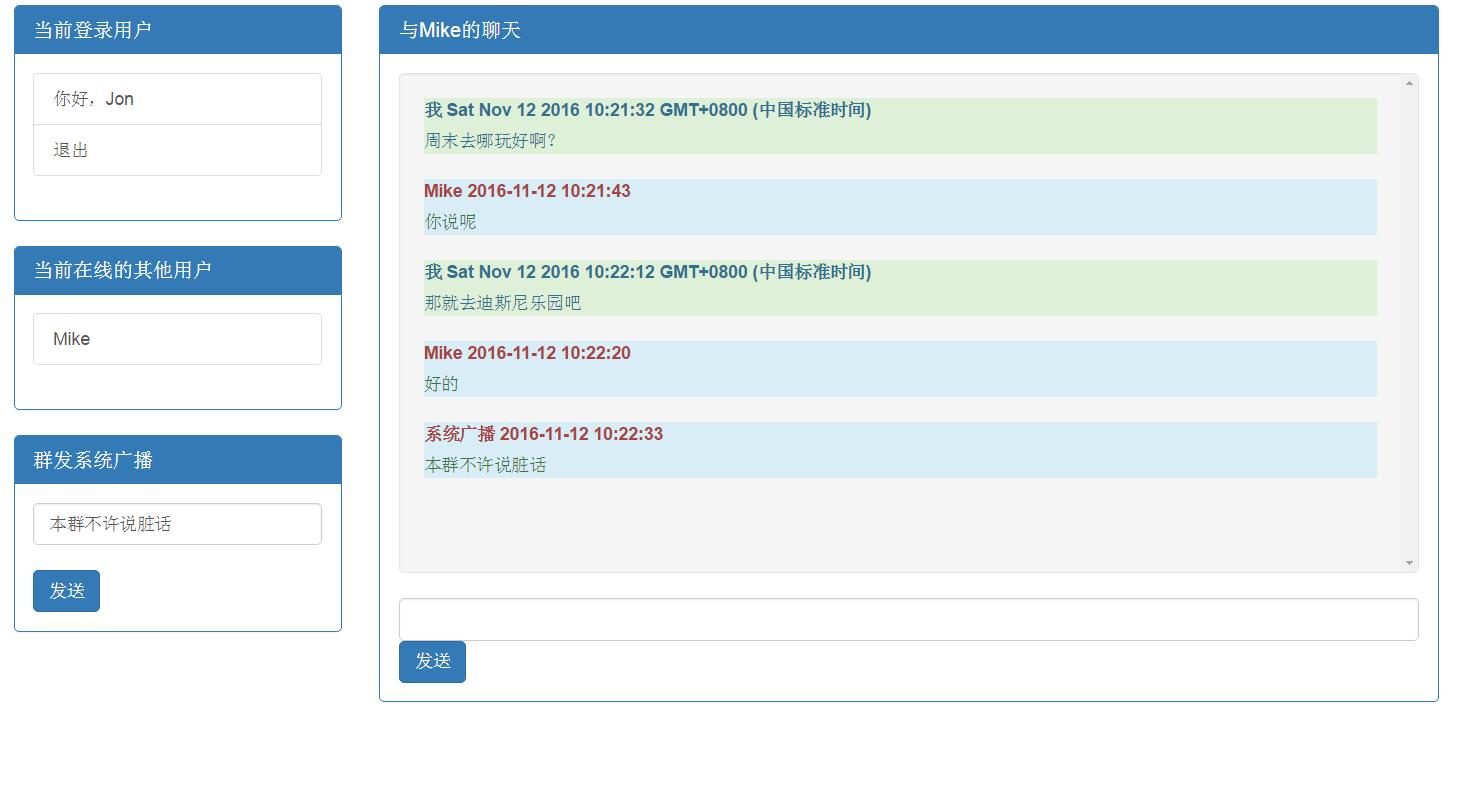 当前登录用户
你好，Jon
退出
当前在线的其他用户
Mike
群发系统广播
本群不许说脏话
发送
与Mike的聊天
我 Sat Nov 12 2016 10:21:32 GMT+0800 (中国标准时间)
周末去哪玩好啊?
Mike 2016-11-12 10:21:43
你说呢
我 Sat Nov 12 2016 10:22:12 GMT+0800 (中国标准时间)
那就去迪斯尼乐园吧
Mike 2016-11-12 10:22:20
好的
系统广播 2016-11-12 10:22:33
本群不许说脏话
发送